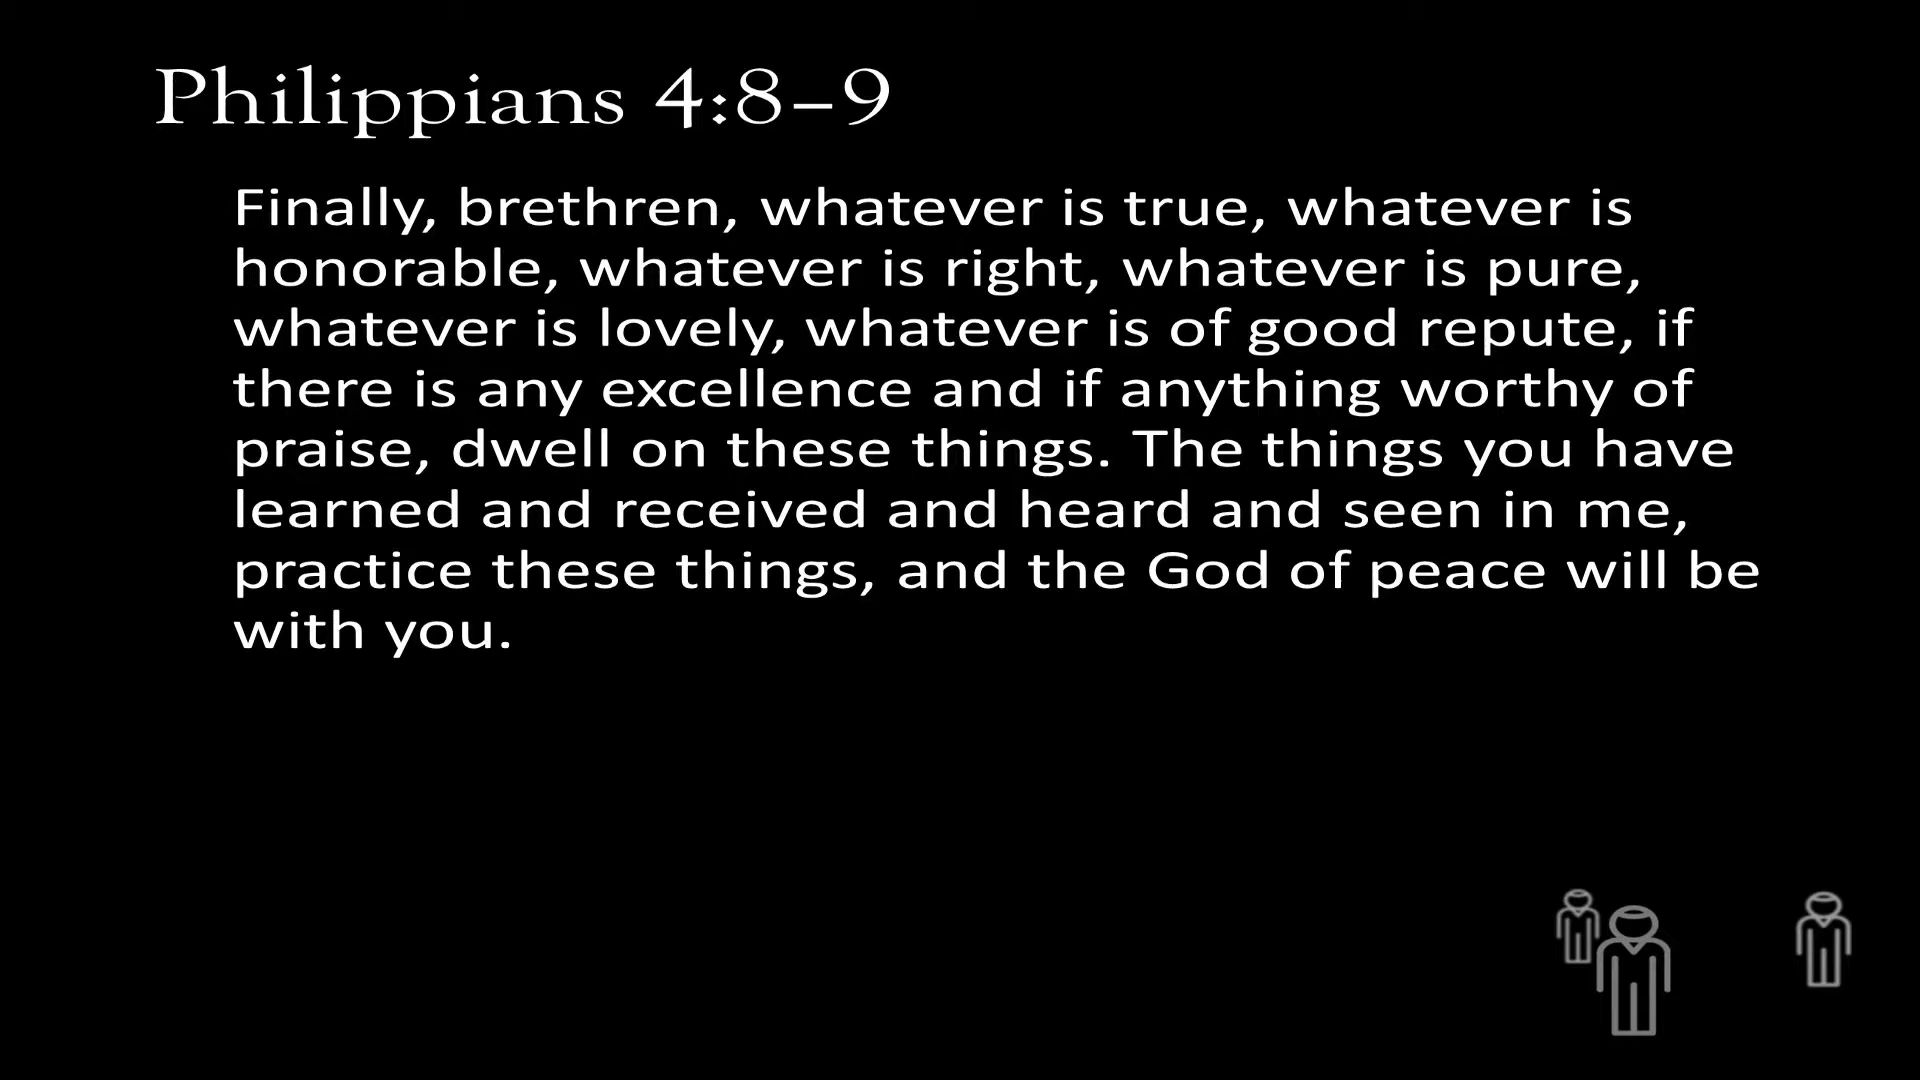 Philippians 4:8–9
Finally, brethren, whatever is true, whatever is
honorable, whatever is right, whatever is pure,
whatever is lovely, whatever is of good repute, if
there is any excellence and if anything worthy of
praise, dwell on these things. The things you have
learned and received and heard and seen in me,
practice these things, and the God of peace will be
with you.